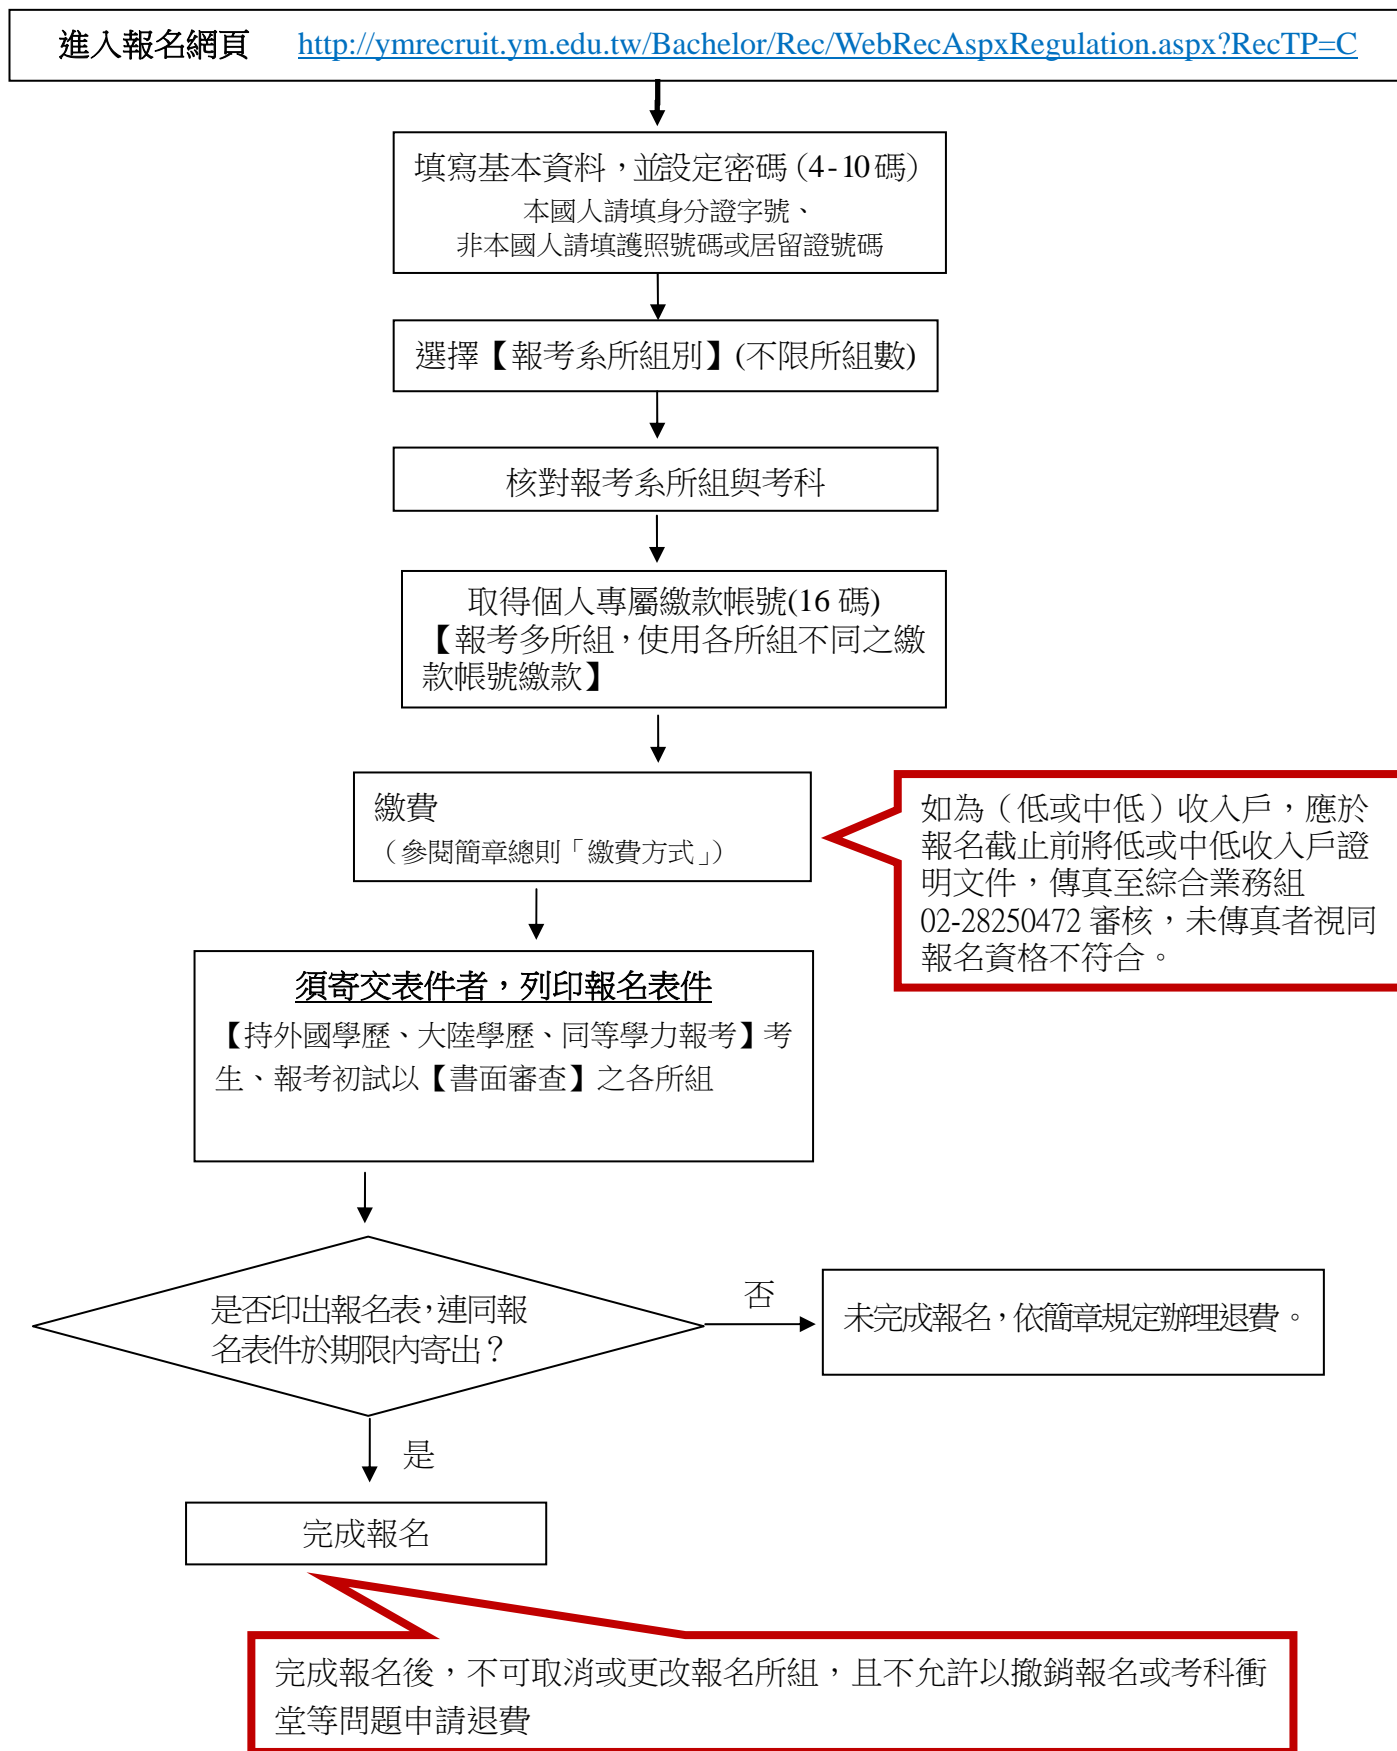 進入報名網頁 http://ymrecruit.ym.edu.tw/Bachelor/Rec/WebRecAspxRegulation.aspx?RecTP=C
填寫基本資料，並設定密碼（4-10碼）
本國人請填身分證字號、
非本國人請填護照號碼或居留證號碼
選擇【報考系所組別】(不限所組數)
核對報考系所組與考科
取得個人專屬繳款帳號(16 碼)
【報考多所組，使用各所組不同之繳
款帳號繳款】
繳費
（參閱簡章總則「繳費方式」）
如為（低或中低）收入戶，應於
報名截止前將低或中低收入戶證
明文件，傳真至綜合業務組
02-28250472 審核，未傳真者視同
報名資格不符合。
須寄交表件者，列印報名表件
【持外國學歷、大陸學歷、同等學力報考】考
生、報考初試以【書面審查】之各所組
是否印出報名表，連同報
名表件於期限內寄出？
否
未完成報名，依簡章規定辦理退費。
是
完成報名
完成報名後，不可取消或更改報名所組，且不允許以撤銷報名或考科衝
堂等問題申請退費